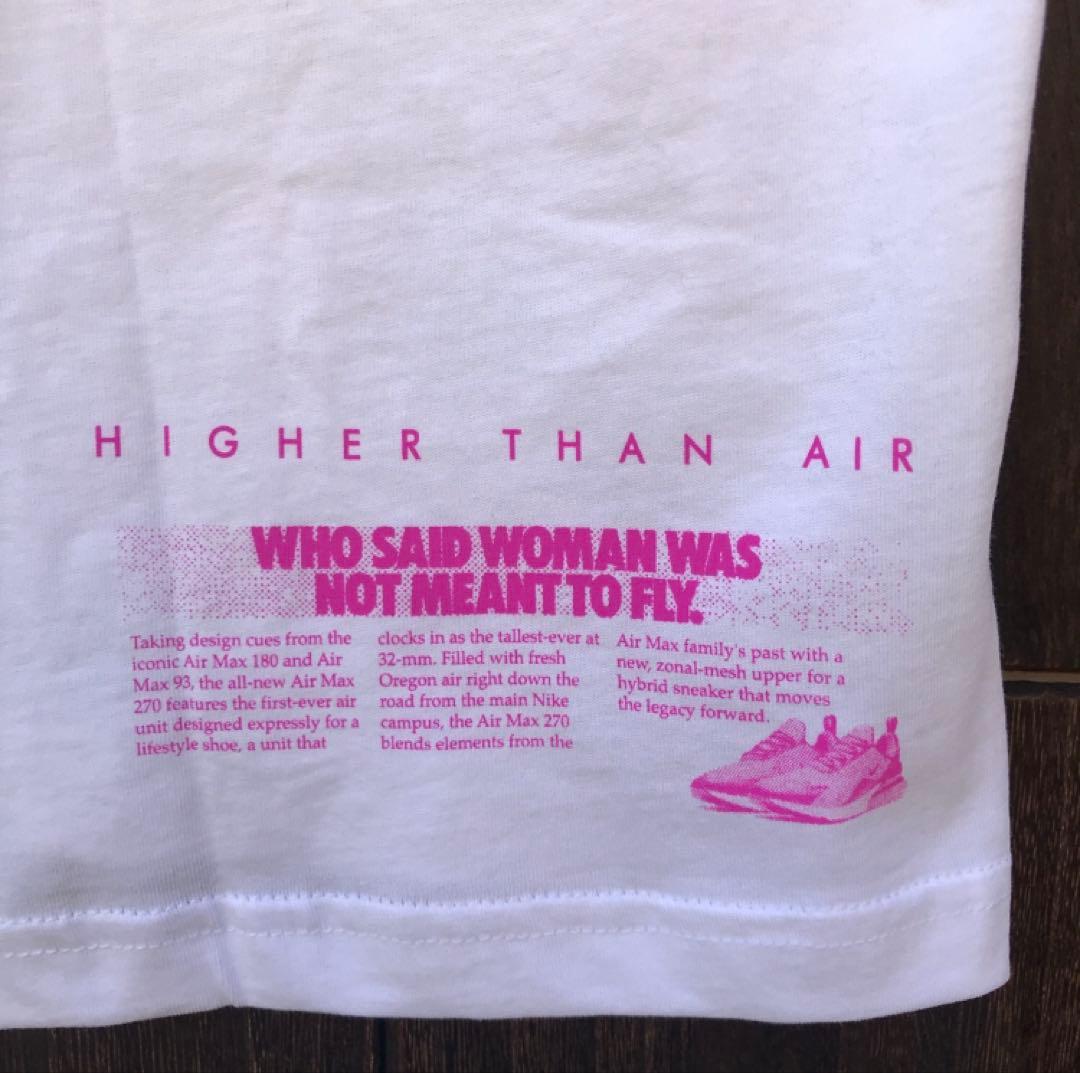 HIGHER THAN AIR
WHO SAID WOMAN WAS
NOT MEANT TO FLY.
Taking design cues from the
iconic Air Max 180 and Air
Max 93, the all-new Air Max
270 features the first-ever air
unit designed expressly for a
lifestyle shoe, a unit that
clocks in as the tallest-ever at
32-mm. Filled with fresh
Oregon air right down the
road from the main Nike
campus, the Air Max 270
blends elements from the
Air Max family's past with a
new, zonal-mesh upper for a
hybrid sneaker that moves
the legacy forward.